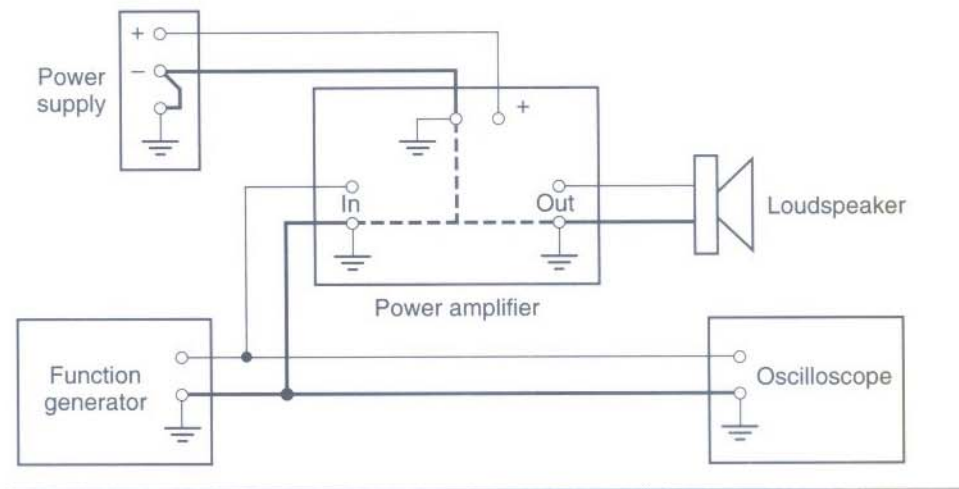 +
−
Power
supply
+
In
Out
Loudspeaker
Power amplifier
Function
generator
Oscilloscope